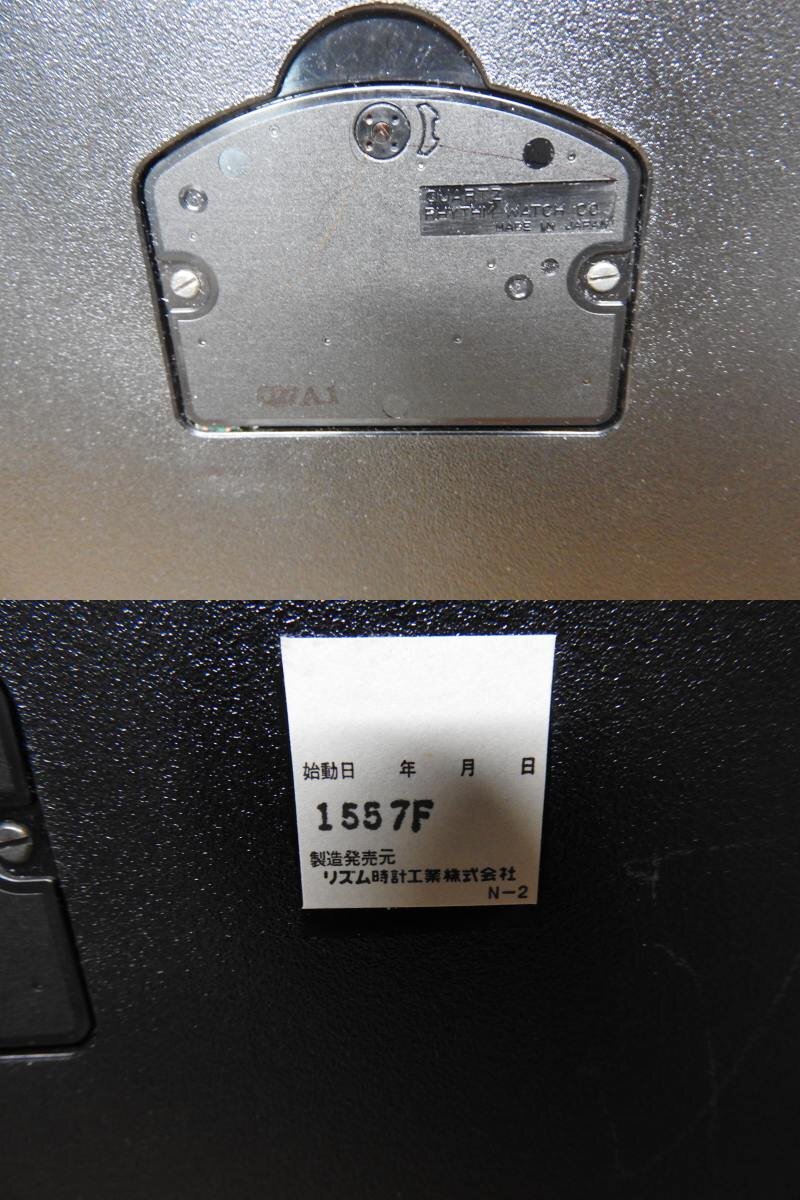 QUARTZ
RHYTHM WATCH CO.
MADE IN JAPAN
始動日 年 月 日
1557F
製造発売元
リズム時計工業株式会社
N-2